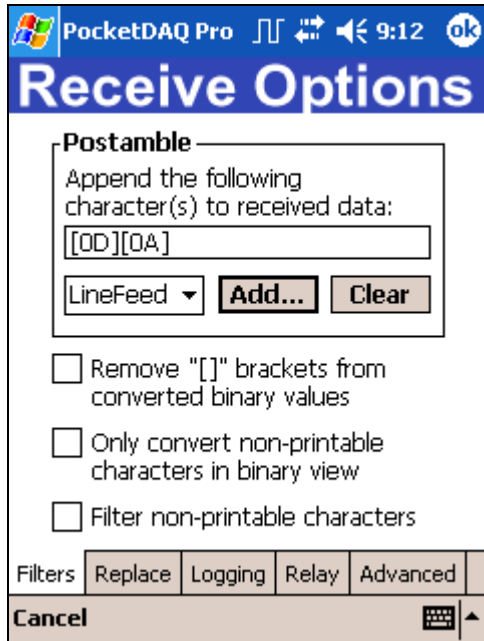 PocketDAQ Pro 9:12 ok
Receive Options
Postamble
Append the following
character(s) to received data:
[0D][0A]
LineFeed Add... Clear
Remove "[]" brackets from
converted binary values
Only convert non-printable
characters in binary view
Filter non-printable characters
Filters Replace Logging Relay Advanced
Cancel